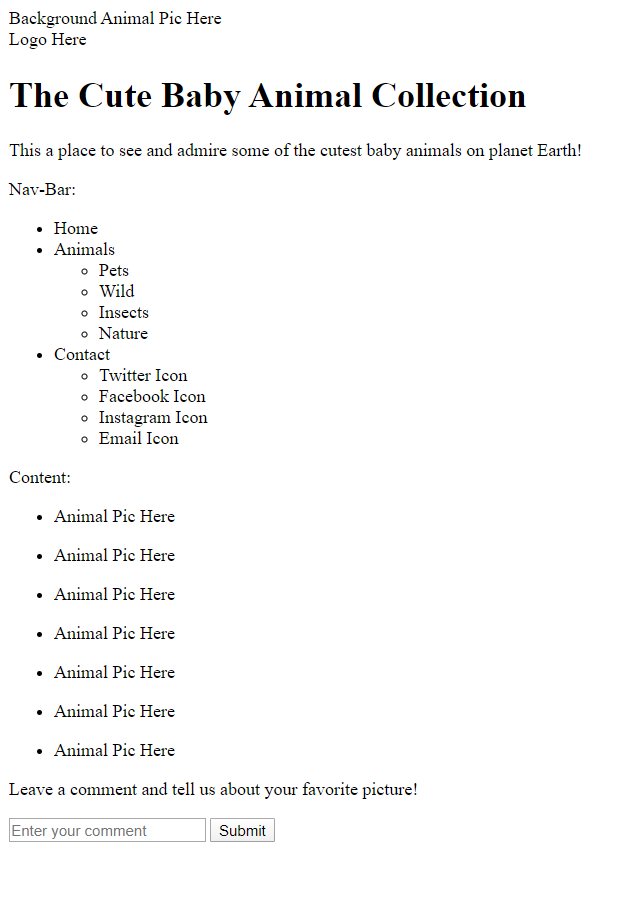 Background Animal Pic Here
Logo Here
The Cute Baby Animal Collection
This a place to see and admire some of the cutest baby animals on planet Earth!
Nav-Bar:
Home
Animals
Pets
Wild
Insects
Nature
Contact
Twitter Icon
Facebook Icon
Instagram Icon
Email Icon
Content:
Animal Pic Here
Animal Pic Here
Animal Pic Here
Animal Pic Here
Animal Pic Here
Animal Pic Here
Animal Pic Here
Leave a comment and tell us about your favorite picture!
Enter your comment Submit